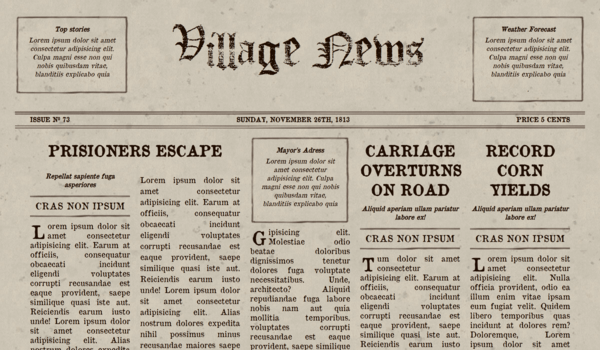 Top stories
Lorem ipsum dolor sit amet
consectetur adipisicing elit.
Culpa magni esse non qui
nobis quibusdam vitae,
blanditiis explicabo quia
Village News
Weather Forecast
Lorem ipsum dolor sit amet
consectetur adipisicing elit.
Culpa magni esse non qui
nobis quibusdam vitae,
blanditiis explicabo quia
ISSUE № 73
SUNDAY, NOVEMBER 28TH, 1813
PRICE 5 CENTS
PRISIONERS ESCAPE
Repellat sapiente fuga
asperiores
CRAS NON IPSUM
Lorem ipsum dolor sit
amet consectetur
adipisicing elit. Earum at
officiis, consequatur
obcaecati incidunt
eligendi voluptates
corrupti recusandae est
eaque provident, saepe
similique quasi iste aut.
Reiciendis earum iusto
unde! Lorem ipsum dolor
sit amet consectetur
adipisicing elit. Alias
nostrum dolores expedita
Lorem ipsum dolor sit
amet consectetur
adipisicing elit. Earum at
officiis, consequatur
obcaecati incidunt
eligendi voluptates
corrupti recusandae est
eaque provident, saepe
similique quasi iste aut.
Reiciendis earum iusto
unde! Lorem ipsum dolor
sit amet consectetur
adipisicing elit. Alias
nostrum dolores expedita
nihil possimus minus
recusandae maiores saepe
Mayor's Adress
Lorem ipsum dolor sit
amet consectetur
adipisicing elit. Culpa
magni esse non qui
nobis quibusdam
vitae, blanditiis
explicabo quia
Gipisicing elit.
Molestiae odio
beatae doloribus
dignissimos tenetur
dolores fuga voluptate
necessitatibus. Unde,
architecto? Aliquid
repudiandae fuga laboris
nobis nam aut quia
mollitia temporibus.
voluptates corrupti
recusandae est eaque
provident, saepe similique
CARRIAGE
OVERTURNS
ON ROAD
Aliquid aperiam ullam pariatur
labore ex!
CRAS NON IPSUM
Tum dolor sit amet
consectetur
adipisicing elit. Earum at
officiis, consequatur
obcaecati incidunt
eligendi voluptates
corrupti recusandae est
eaque provident, saepe
similique quasi iste aut.
Reiciendis earum iusto
RECORD
CORN
YIELDS
Aliquid aperiam ullam pariatur
labore ex!
CRAS NON IPSUM
Lorem ipsum dolor sit
amet consectetur
adipisicing elit. Nulla
officia provident, odio ea
illum enim vitae ipsam
eum fugiat velit. Quidem
libero temporibus quas
incidunt at dolores rem?
Doloremque, Lorem
ipsum dolor sit amet